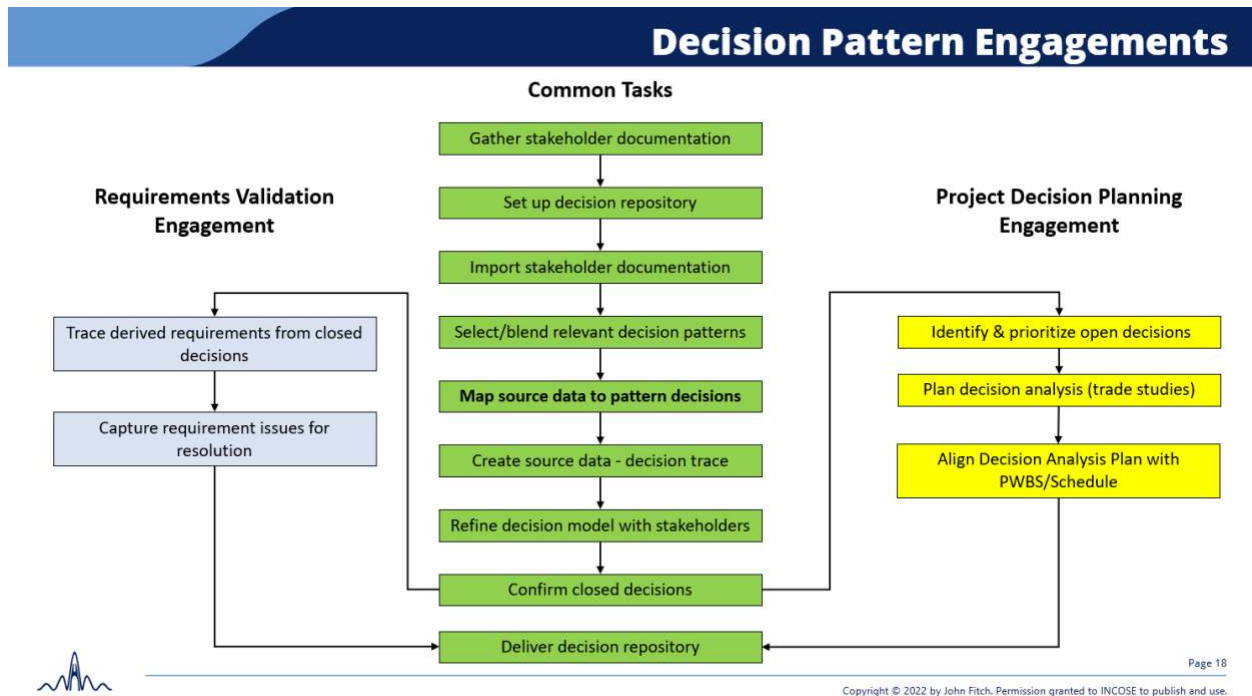 Decision Pattern Engagements
Common Tasks
Gather stakeholder documentation
Set up decision repository
Import stakeholder documentation
Select/blend relevant decision patterns
Map source data to pattern decisions
Create source data - decision trace
Refine decision model with stakeholders
Confirm closed decisions
Deliver decision repository
Requirements Validation
Engagement
Trace derived requirements from closed
decisions
Capture requirement issues for
resolution
Project Decision Planning
Engagement
Identify & prioritize open decisions
Plan decision analysis (trade studies)
Align Decision Analysis Plan with
PWBS/Schedule
Page 18
Copyright © 2022 by John Fitch. Permission granted to INCOSE to publish and use.